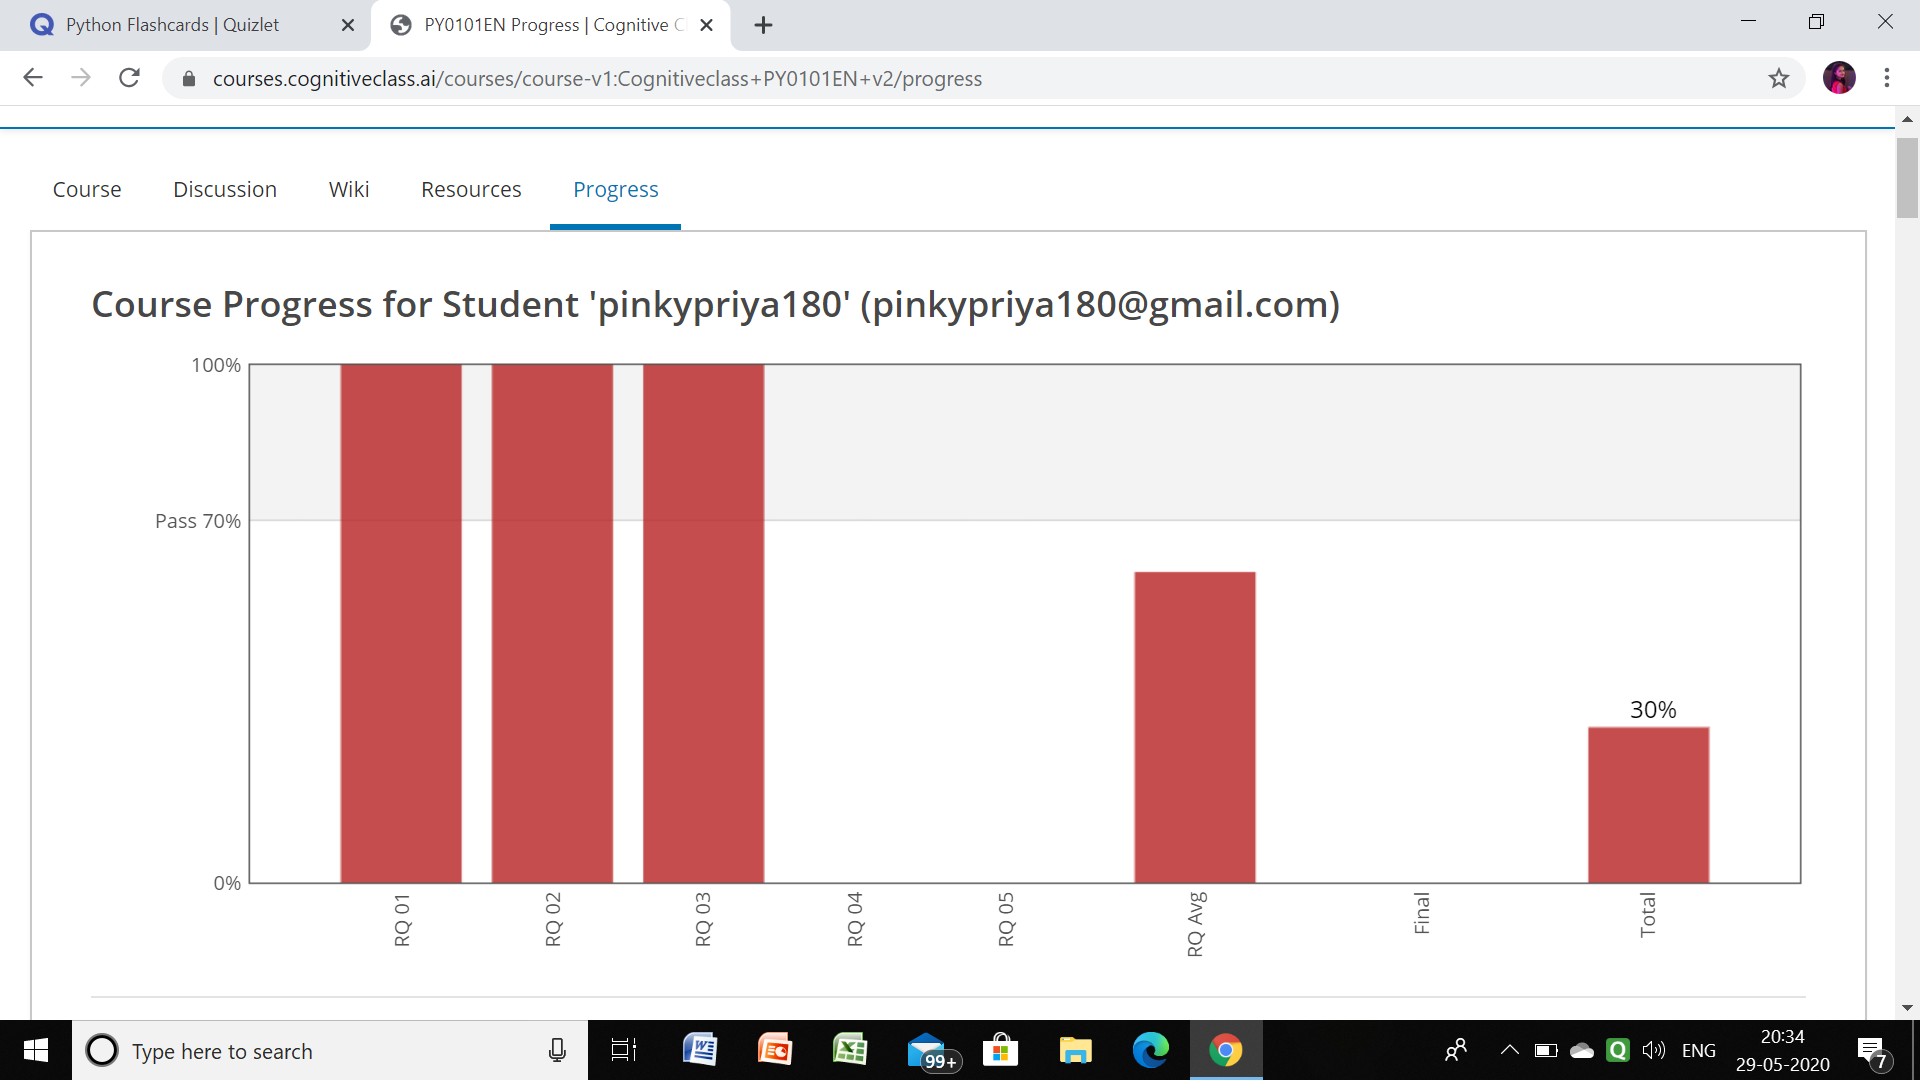 Python Flashcards | Quizlet
PY0101EN Progress | Cognitive C
courses.cognitiveclass.ai/courses/course-v1:Cognitiveclass+PY0101EN+v2/progress
Course Discussion Wiki Resources Progress
Course Progress for Student 'pinkypriya180' (pinkypriya180@gmail.com)
100%
Pass 70%
0%
30%
RQ 01
RQ 02
RQ 03
RQ 04
RQ 05
RQ Avg
Final
Total
Type here to search
99+
ENG
20:34
29-05-2020
7